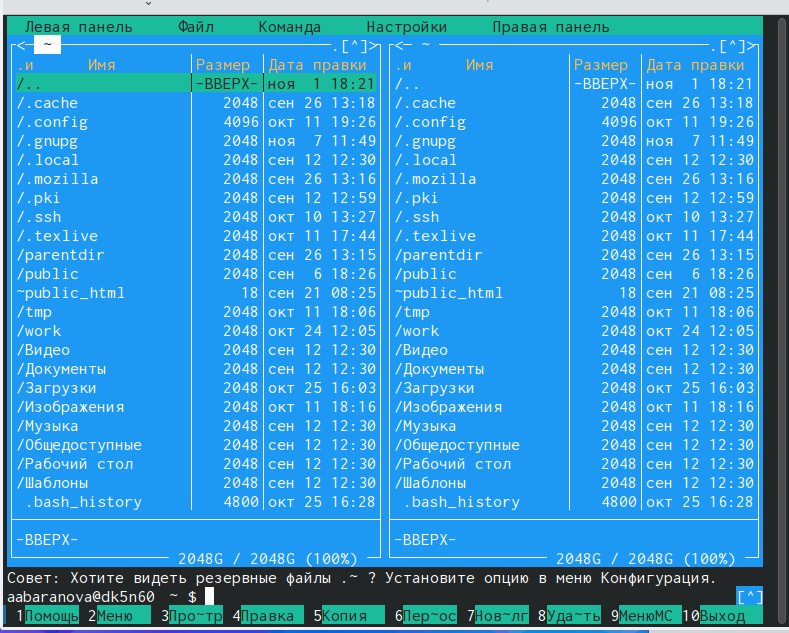 Левая панель Файл Команда Настройки Правая панель
<─ ~ ─.[^]> <─ ~ ─.[^]>
.и Имя Размер Дата правки .и Имя Размер Дата правки
/.. -ВВЕРХ- ноя 1 18:21 /.. -ВВЕРХ- ноя 1 18:21
/.cache 2048 сен 26 13:18 /.cache 2048 сен 26 13:18
/.config 4096 окт 11 19:26 /.config 4096 окт 11 19:26
/.gnupg 2048 ноя 7 11:49 /.gnupg 2048 ноя 7 11:49
/.local 2048 сен 12 12:30 /.local 2048 сен 12 12:30
/.mozilla 2048 сен 26 13:16 /.mozilla 2048 сен 26 13:16
/.pki 2048 сен 12 12:59 /.pki 2048 сен 12 12:59
/.ssh 2048 окт 10 13:27 /.ssh 2048 окт 10 13:27
/.texlive 2048 окт 11 17:44 /.texlive 2048 окт 11 17:44
/parentdir 2048 сен 26 13:15 /parentdir 2048 сен 26 13:15
/public 2048 сен 6 18:26 /public 2048 сен 6 18:26
~public_html 18 сен 21 08:25 ~public_html 18 сен 21 08:25
/tmp 2048 окт 11 18:06 /tmp 2048 окт 11 18:06
/work 2048 окт 24 12:05 /work 2048 окт 24 12:05
/Видео 2048 сен 12 12:30 /Видео 2048 сен 12 12:30
/Документы 2048 сен 12 12:30 /Документы 2048 сен 12 12:30
/Загрузки 2048 окт 25 16:03 /Загрузки 2048 окт 25 16:03
/Изображения 2048 окт 11 18:16 /Изображения 2048 окт 11 18:16
/Музыка 2048 сен 12 12:30 /Музыка 2048 сен 12 12:30
/Общедоступные 2048 сен 12 12:30 /Общедоступные 2048 сен 12 12:30
/Рабочий стол 2048 сен 12 12:30 /Рабочий стол 2048 сен 12 12:30
/Шаблоны 2048 сен 12 12:30 /Шаблоны 2048 сен 12 12:30
.bash_history 4800 окт 25 16:28 .bash_history 4800 окт 25 16:28
-ВВЕРХ- -ВВЕРХ-
2048G / 2048G (100%) 2048G / 2048G (100%)
Совет: Хотите видеть резервные файлы .~ ? Установите опцию в меню Конфигурация.
aabaranova@dk5n60 ~ $ [^]
1Помощь 2Меню 3Про~тр 4Правка 5Копия 6Пер~ос 7Нов~лг 8Уда~ть 9МенюМС 10Выход